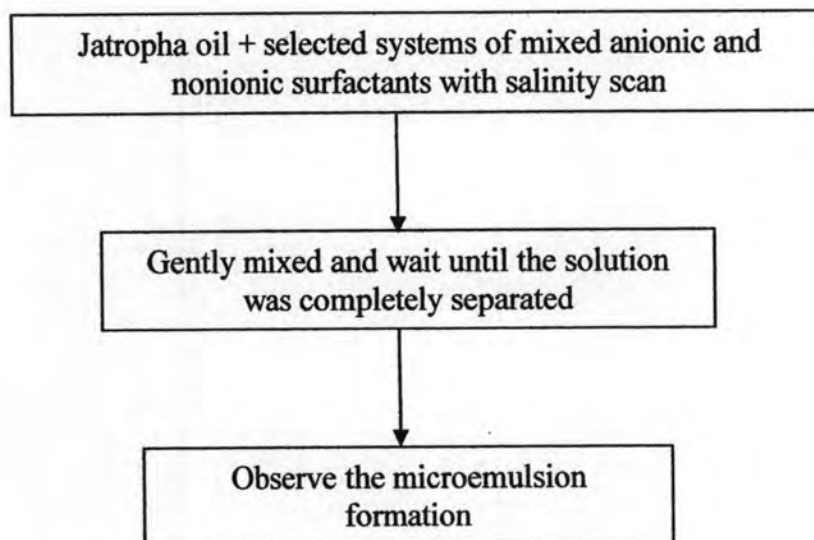 Jatropha oil + selected systems of mixed anionic and
nonionic surfactants with salinity scan
Gently mixed and wait until the solution
was completely separated
Observe the microemulsion
formation